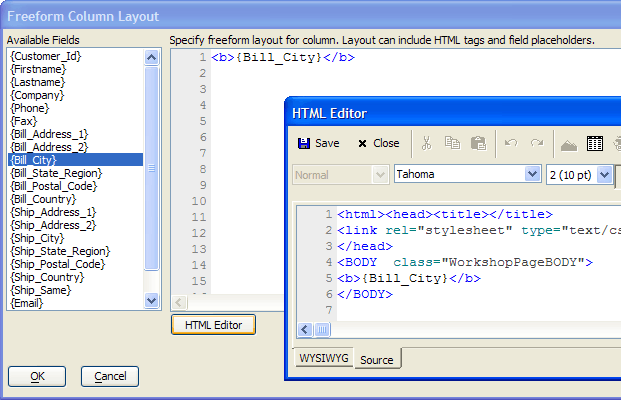 Freeform Column Layout
Available Fields
{Customer_Id}
{Firstname}
{Lastname}
{Company}
{Phone}
{Fax}
{Bill_Address_1}
{Bill_Address_2}
{Bill_City}
{Bill_State_Region}
{Bill_Postal_Code}
{Bill_Country}
{Ship_Address_1}
{Ship_Address_2}
{Ship_City}
{Ship_State_Region}
{Ship_Postal_Code}
{Ship_Country}
{Ship_Same}
{Email}
Specify freeform layout for column. Layout can include HTML tags and field placeholders.
1 <b>{Bill_City}</b>
2
3
4
5
6
7
8
9
10
11
12
13
14
15
HTML Editor
OK
Cancel
HTML Editor
Save
Close
Normal
Tahoma
2 (10 pt)
1 <html><head><title></title>
2 <link rel="stylesheet" type="text/cs
3 </head>
4 <BODY  class="WorkshopPageBODY">
5 <b>{Bill_City}</b>
6 </BODY>
7
WYSIWYG
Source